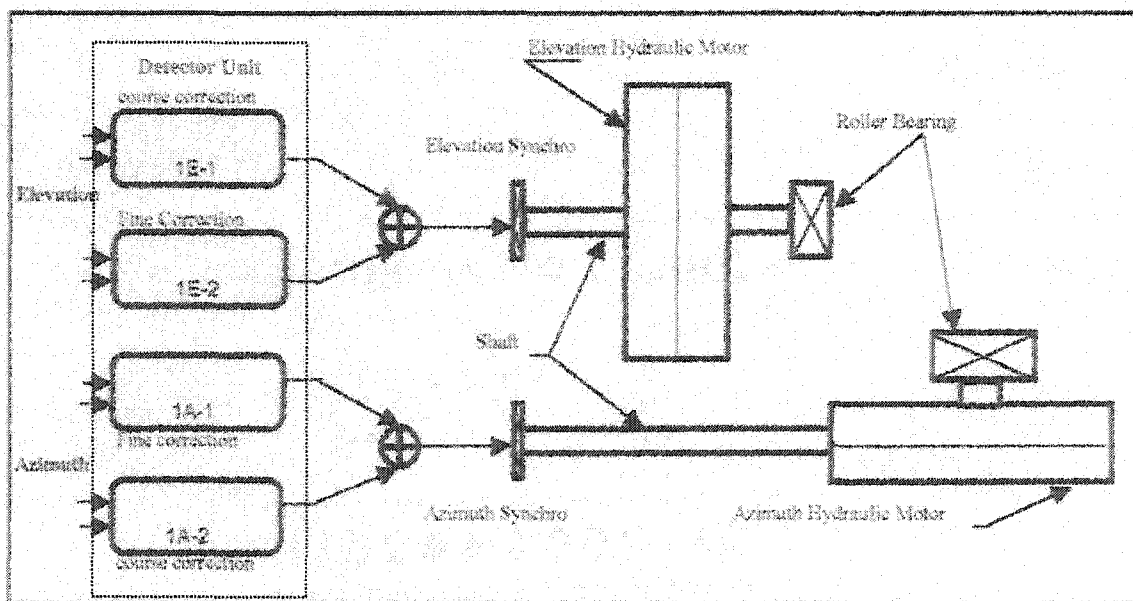 Elevation Hydraulic Motor
Detector Unit
course correction
1E-1
Elevation
Fine Correction
1E-2
Elevation Synchro
Roller Bearing
Shaft
1A-1
Fine correction
Azimuth
1A-2
course correction
Azimuth Synchro
Azimuth Hydraulic Motor